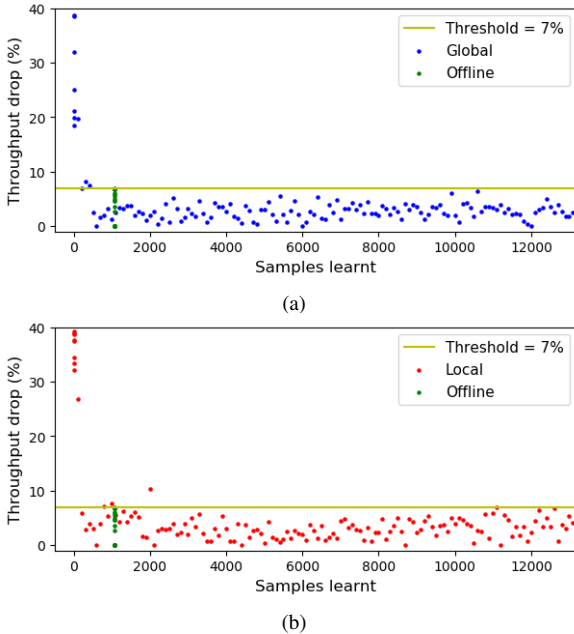 40
30
20
10
0
Throughput drop (%)
Threshold = 7%
Global
Offline
0 2000 4000 6000 8000 10000 12000
Samples learnt
(a)
40
30
20
10
0
Throughput drop (%)
Threshold = 7%
Local
Offline
0 2000 4000 6000 8000 10000 12000
Samples learnt
(b)